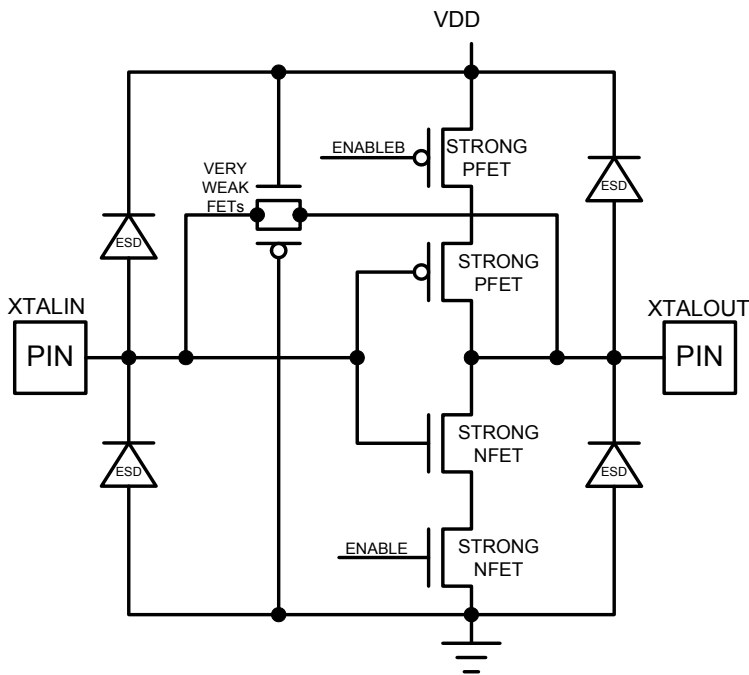 VDD
ENABLEB
STRONG
PFET
VERY
WEAK
FETs
ESD
ESD
STRONG
PFET
XTALIN
XTALOUT
PIN
PIN
STRONG
NFET
ESD
ESD
ENABLE
STRONG
NFET